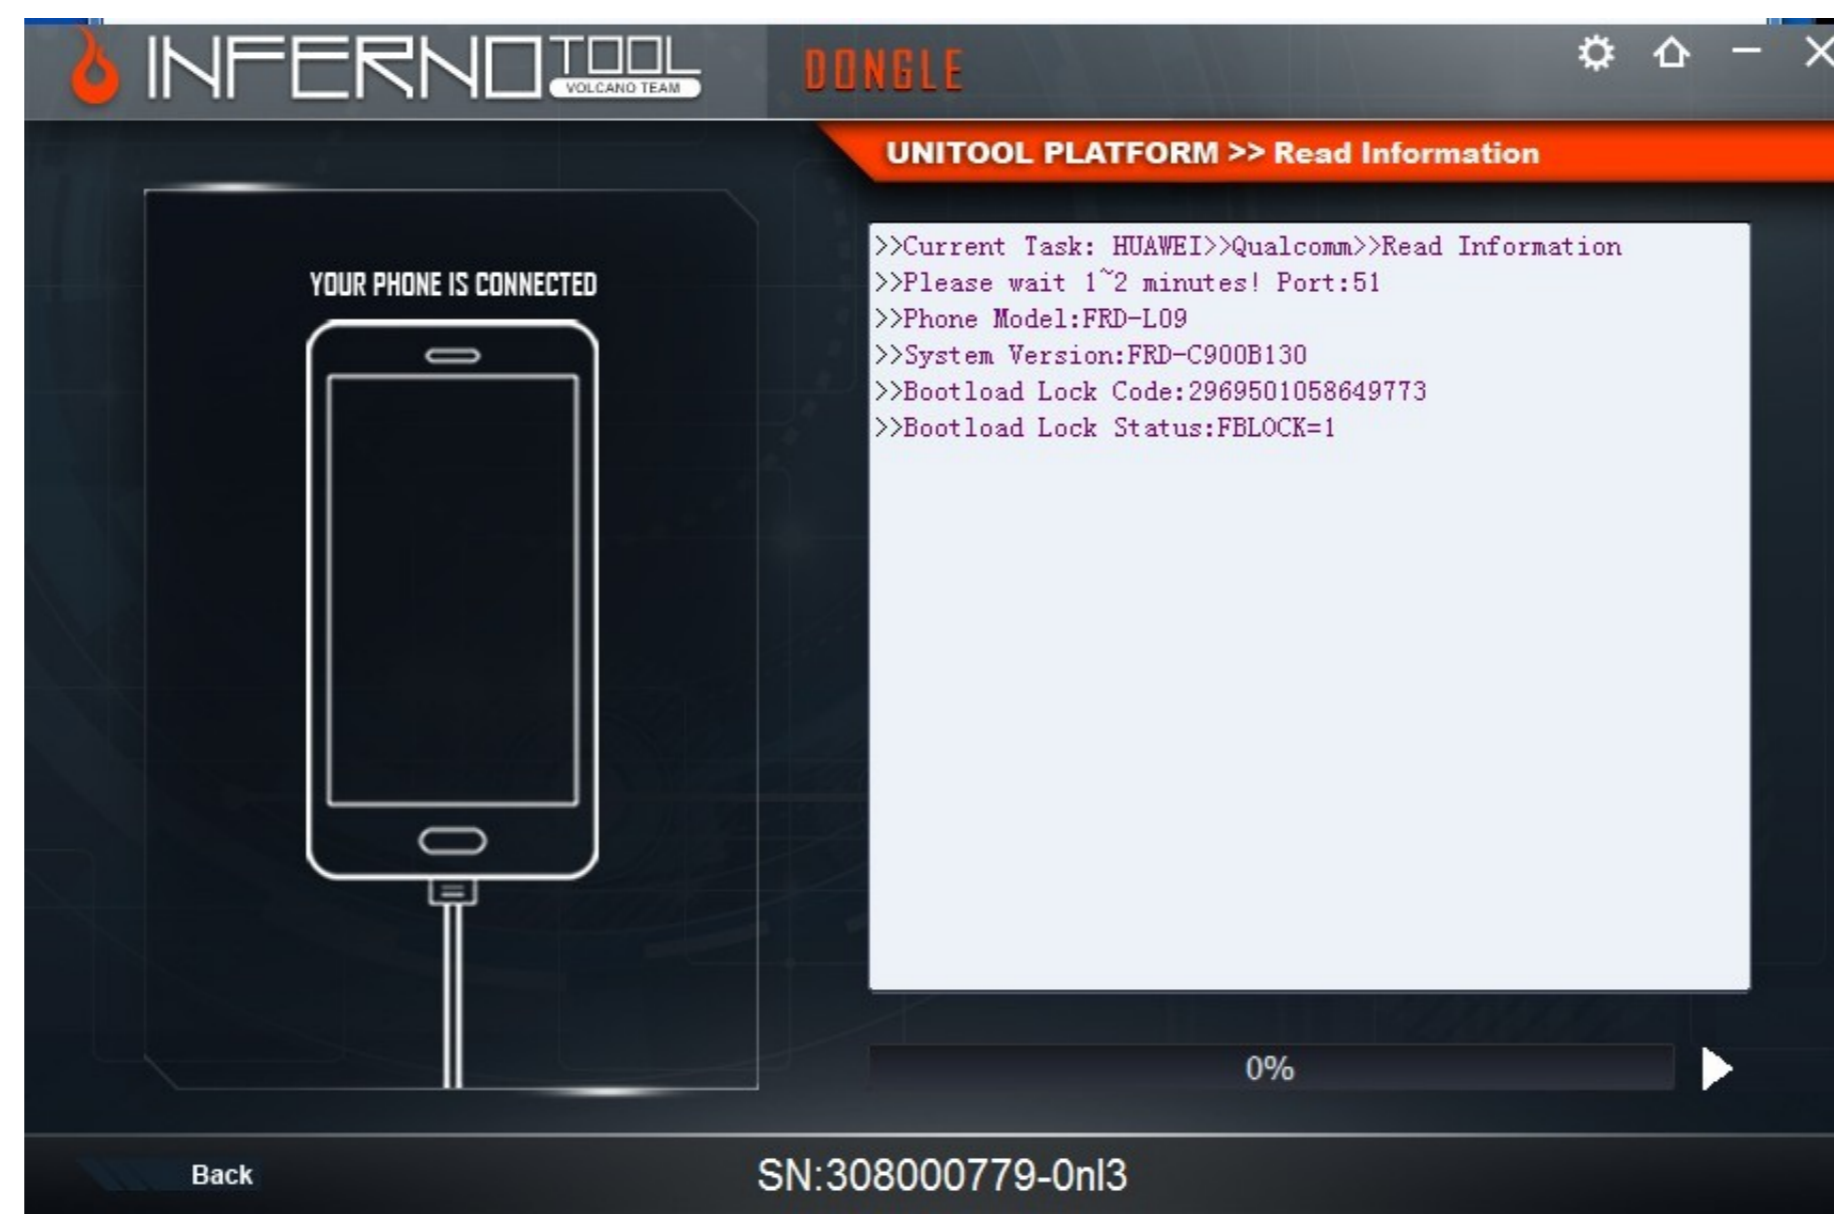 INFERNO TOOL
VOLCANO TEAM
DONGLE
UNITOOL PLATFORM >> Read Information
YOUR PHONE IS CONNECTED
>>Current Task: HUAWEI>>Qualcomm>>Read Information
>>Please wait 1~2 minutes! Port:51
>>Phone Model:FRD-L09
>>System Version:FRD-C900B130
>>Bootload Lock Code:2969501058649773
>>Bootload Lock Status:FBLOCK=1
0%
Back
SN:308000779-0nl3